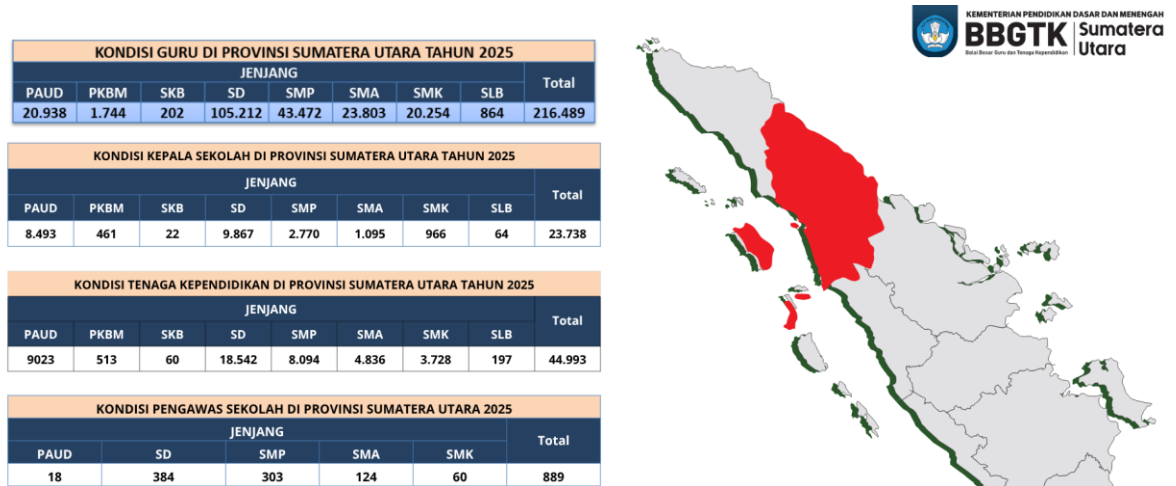 KEMENTERIAN PENDIDIKAN DASAR DAN MENENGAH
BBGTK Sumatera Utara
Balai Besar Guru dan Tenaga Kependidikan
KONDISI GURU DI PROVINSI SUMATERA UTARA TAHUN 2025
JENJANG Total
PAUD PKBM SKB SD SMP SMA SMK SLB
20.938 1.744 202 105.212 43.472 23.803 20.254 864 216.489
KONDISI KEPALA SEKOLAH DI PROVINSI SUMATERA UTARA TAHUN 2025
JENJANG Total
PAUD PKBM SKB SD SMP SMA SMK SLB
8.493 461 22 9.867 2.770 1.095 966 64 23.738
KONDISI TENAGA KEPENDIDIKAN DI PROVINSI SUMATERA UTARA TAHUN 2025
JENJANG Total
PAUD PKBM SKB SD SMP SMA SMK SLB
9023 513 60 18.542 8.094 4.836 3.728 197 44.993
KONDISI PENGAWAS SEKOLAH DI PROVINSI SUMATERA UTARA 2025
JENJANG Total
PAUD SD SMP SMA SMK
18 384 303 124 60 889